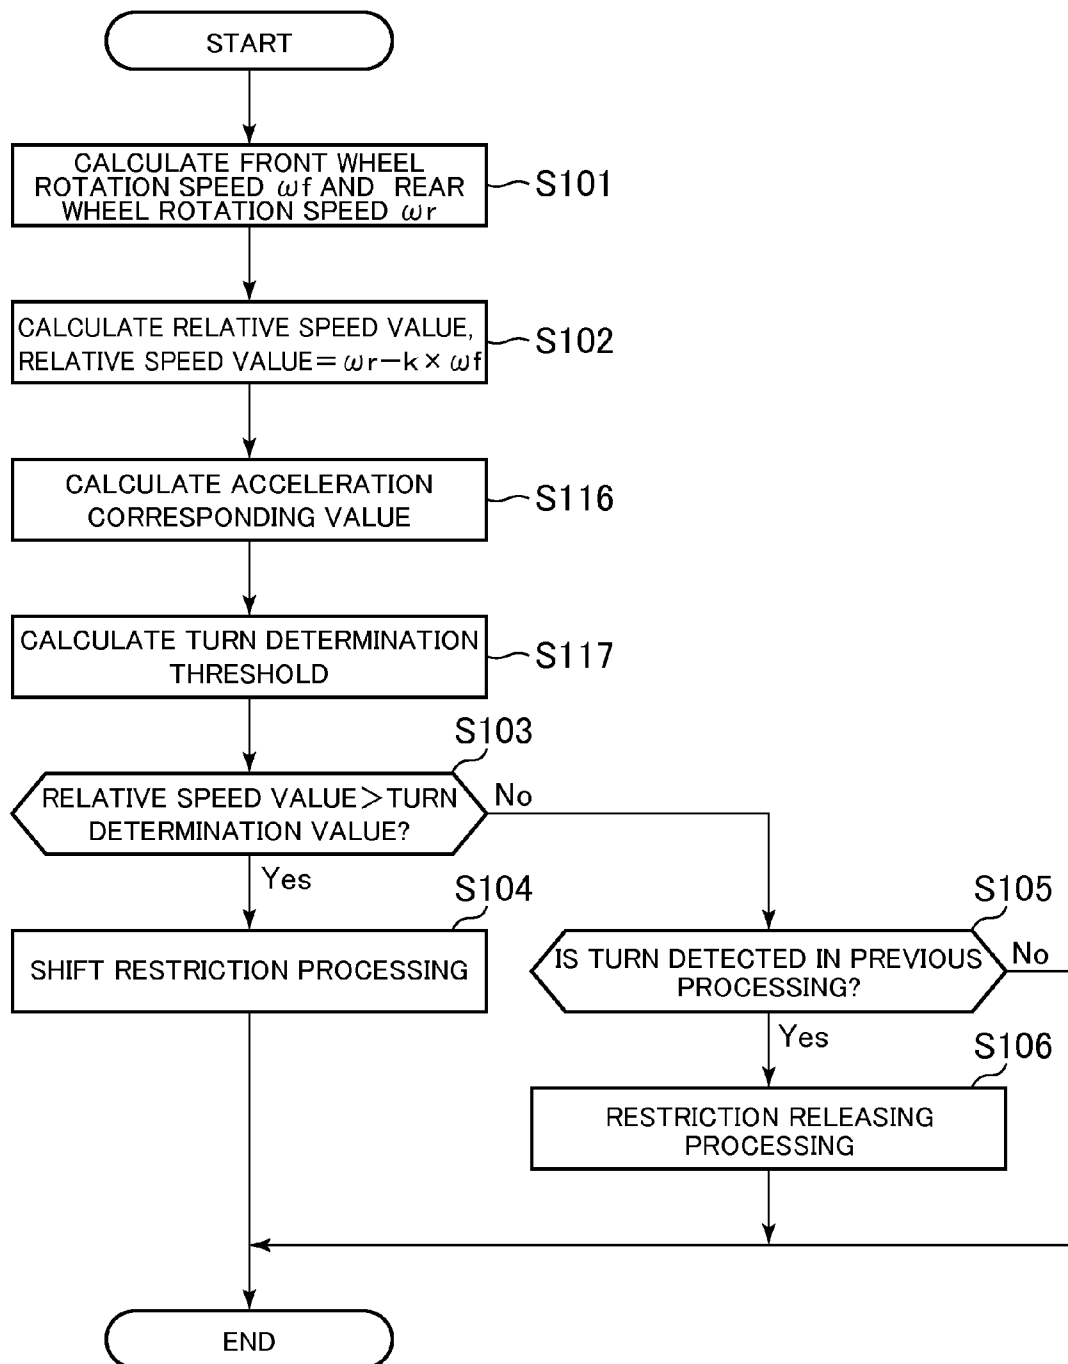 START
CALCULATE FRONT WHEEL
ROTATION SPEED ωf AND REAR
WHEEL ROTATION SPEED ωr
S101
CALCULATE RELATIVE SPEED VALUE,
RELATIVE SPEED VALUE=ωr-k×ωf
S102
CALCULATE ACCELERATION
CORRESPONDING VALUE
S116
CALCULATE TURN DETERMINATION
THRESHOLD
S117
S103
RELATIVE SPEED VALUE>TURN
DETERMINATION VALUE?
No
Yes
S104
SHIFT RESTRICTION PROCESSING
S105
IS TURN DETECTED IN PREVIOUS
PROCESSING?
No
Yes
S106
RESTRICTION RELEASING
PROCESSING
END